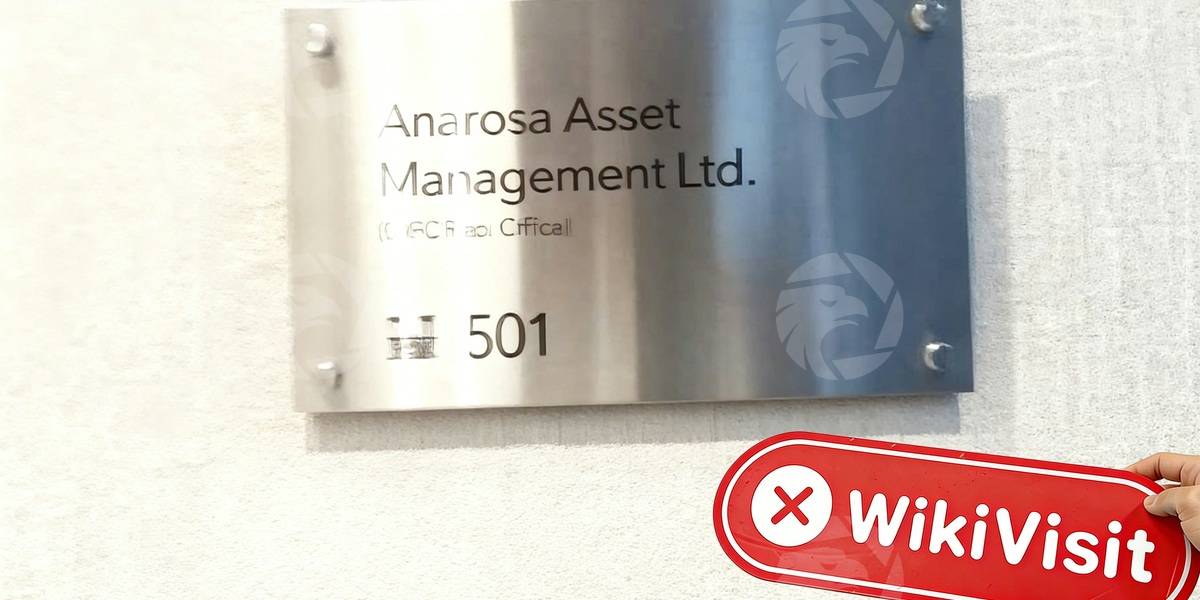 Anarosa Asset
Management Ltd.
501
WikiVisit